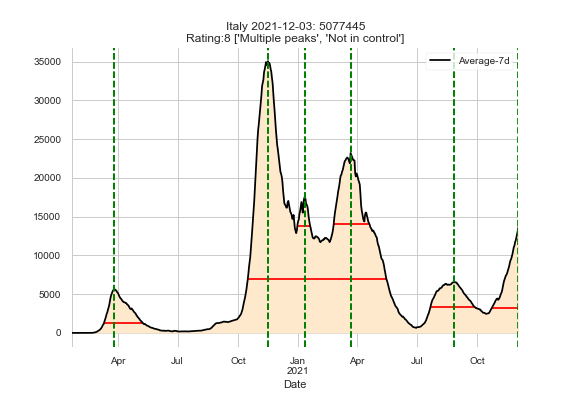 Italy 2021-12-03: 5077445
Rating:8 ['Multiple peaks', 'Not in control']
Average-7d
35000
30000
25000
20000
15000
10000
5000
0
Apr Jul Oct Jan Apr Jul Oct
2021
Date